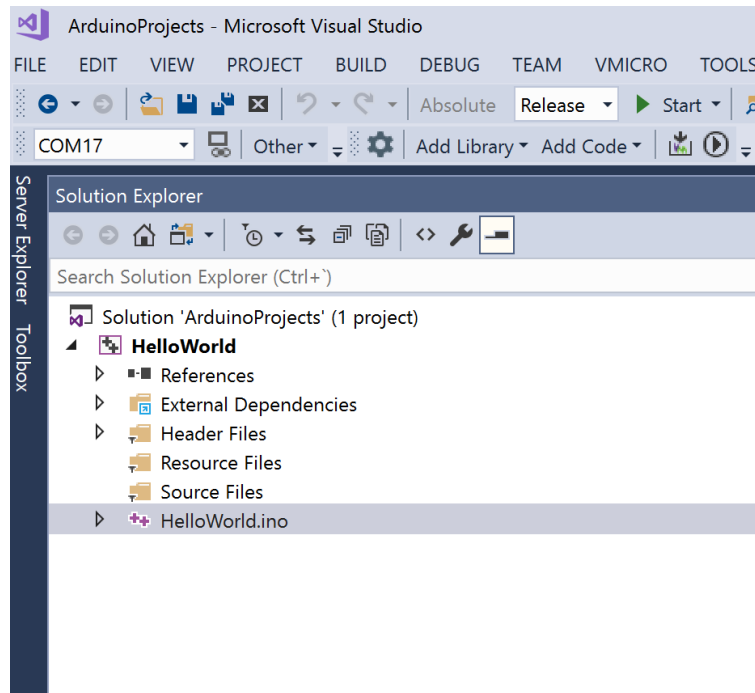 ArduinoProjects - Microsoft Visual Studio
FILE EDIT VIEW PROJECT BUILD DEBUG TEAM VMICRO TOOLS
Absolute Release Start
COM17 Other Add Library Add Code
Server Explorer
Toolbox
Solution Explorer
Search Solution Explorer (Ctrl+`)
Solution 'ArduinoProjects' (1 project)
HelloWorld
References
External Dependencies
Header Files
Resource Files
Source Files
HelloWorld.ino